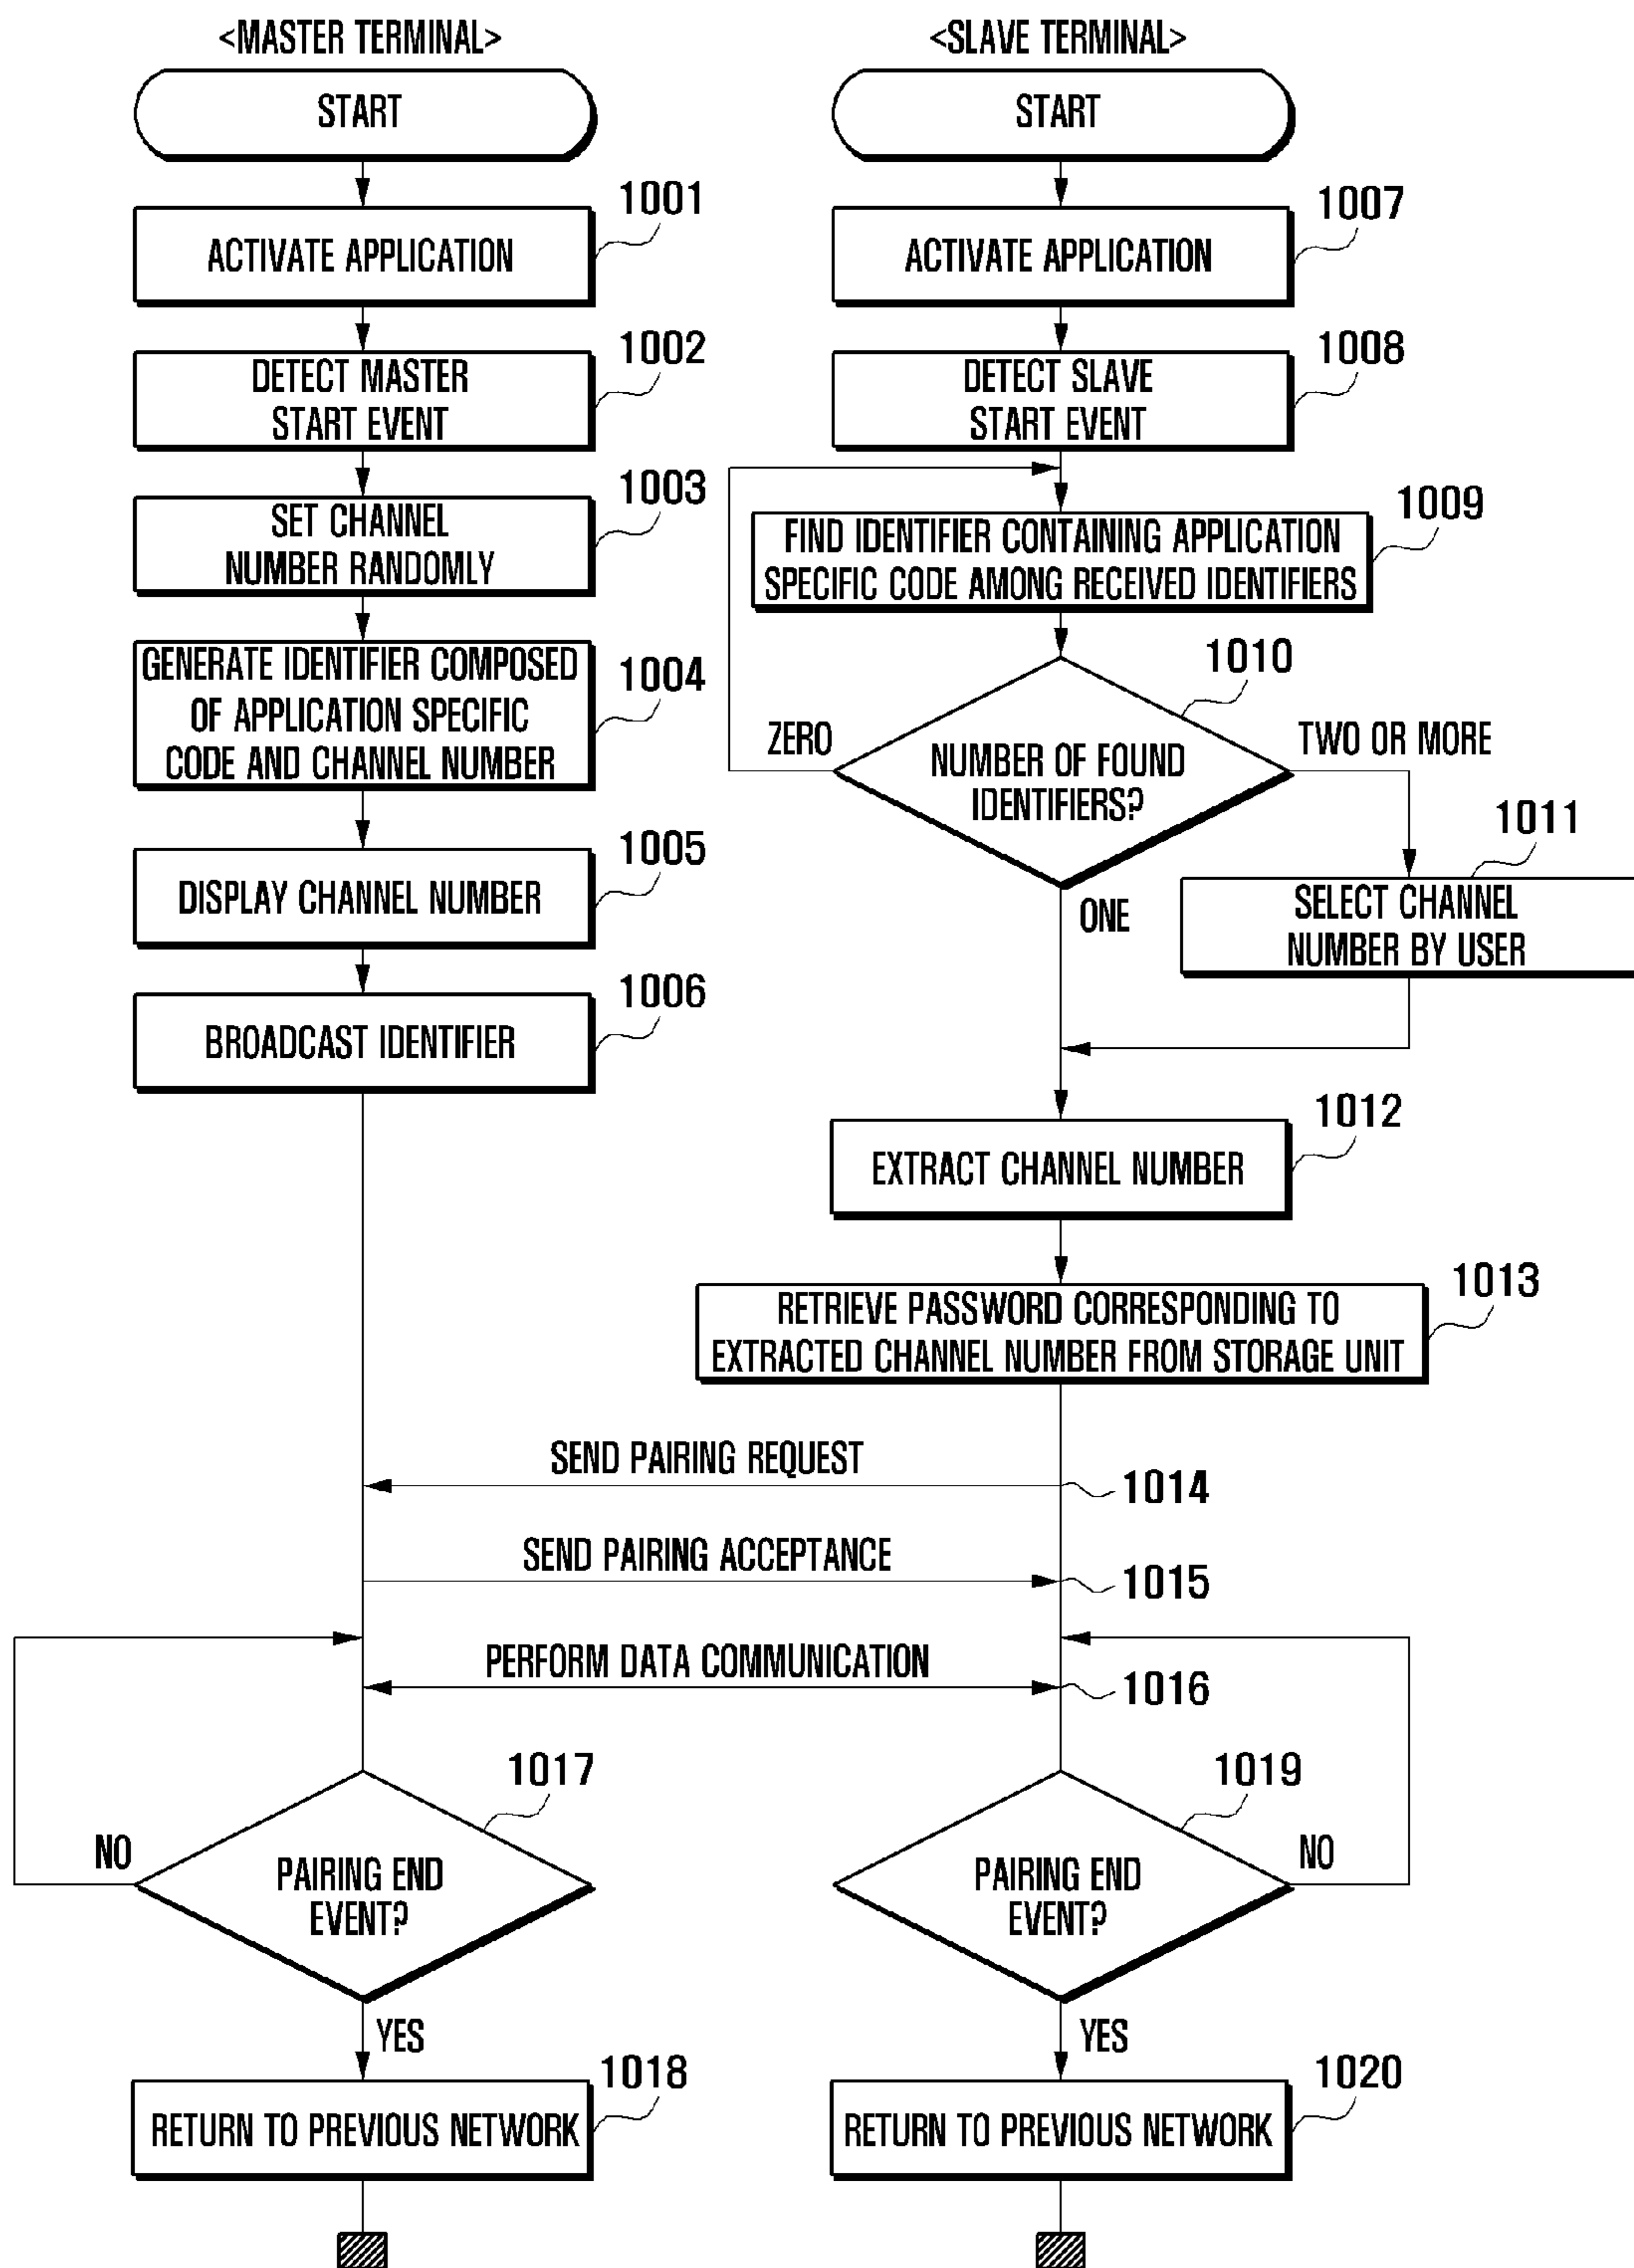 <MASTER TERMINAL>
START
1001
ACTIVATE APPLICATION
1002
DETECT MASTER
START EVENT
1003
SET CHANNEL
NUMBER RANDOMLY
1004
GENERATE IDENTIFIER COMPOSED
OF APPLICATION SPECIFIC
CODE AND CHANNEL NUMBER
1005
DISPLAY CHANNEL NUMBER
1006
BROADCAST IDENTIFIER
<SLAVE TERMINAL>
START
1007
ACTIVATE APPLICATION
1008
DETECT SLAVE
START EVENT
1009
FIND IDENTIFIER CONTAINING APPLICATION
SPECIFIC CODE AMONG RECEIVED IDENTIFIERS
1010
ZERO
NUMBER OF FOUND
IDENTIFIERS?
TWO OR MORE
1011
SELECT CHANNEL
NUMBER BY USER
ONE
1012
EXTRACT CHANNEL NUMBER
1013
RETRIEVE PASSWORD CORRESPONDING TO
EXTRACTED CHANNEL NUMBER FROM STORAGE UNIT
SEND PAIRING REQUEST
1014
SEND PAIRING ACCEPTANCE
1015
PERFORM DATA COMMUNICATION
1016
1017
NO
PAIRING END
EVENT?
YES
1018
RETURN TO PREVIOUS NETWORK
1019
NO
PAIRING END
EVENT?
YES
1020
RETURN TO PREVIOUS NETWORK